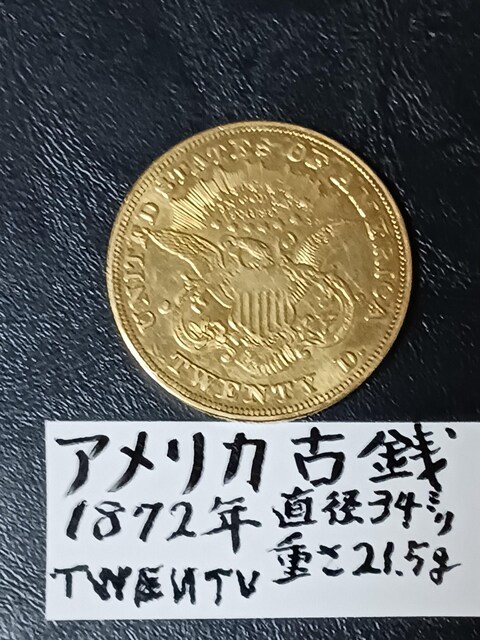 UNITED STATES OF AMERICA
TWENTY D.
アメリカ古銭
1872年 直径34ミリ
TWENTV 重さ21.5g